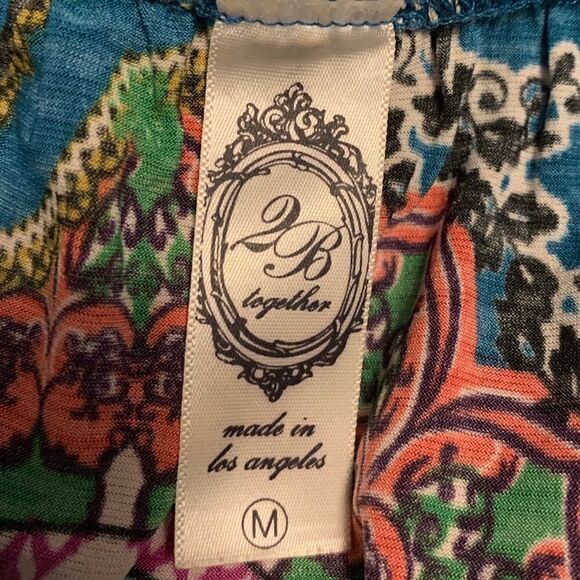 2B
together
made in
los angeles
M